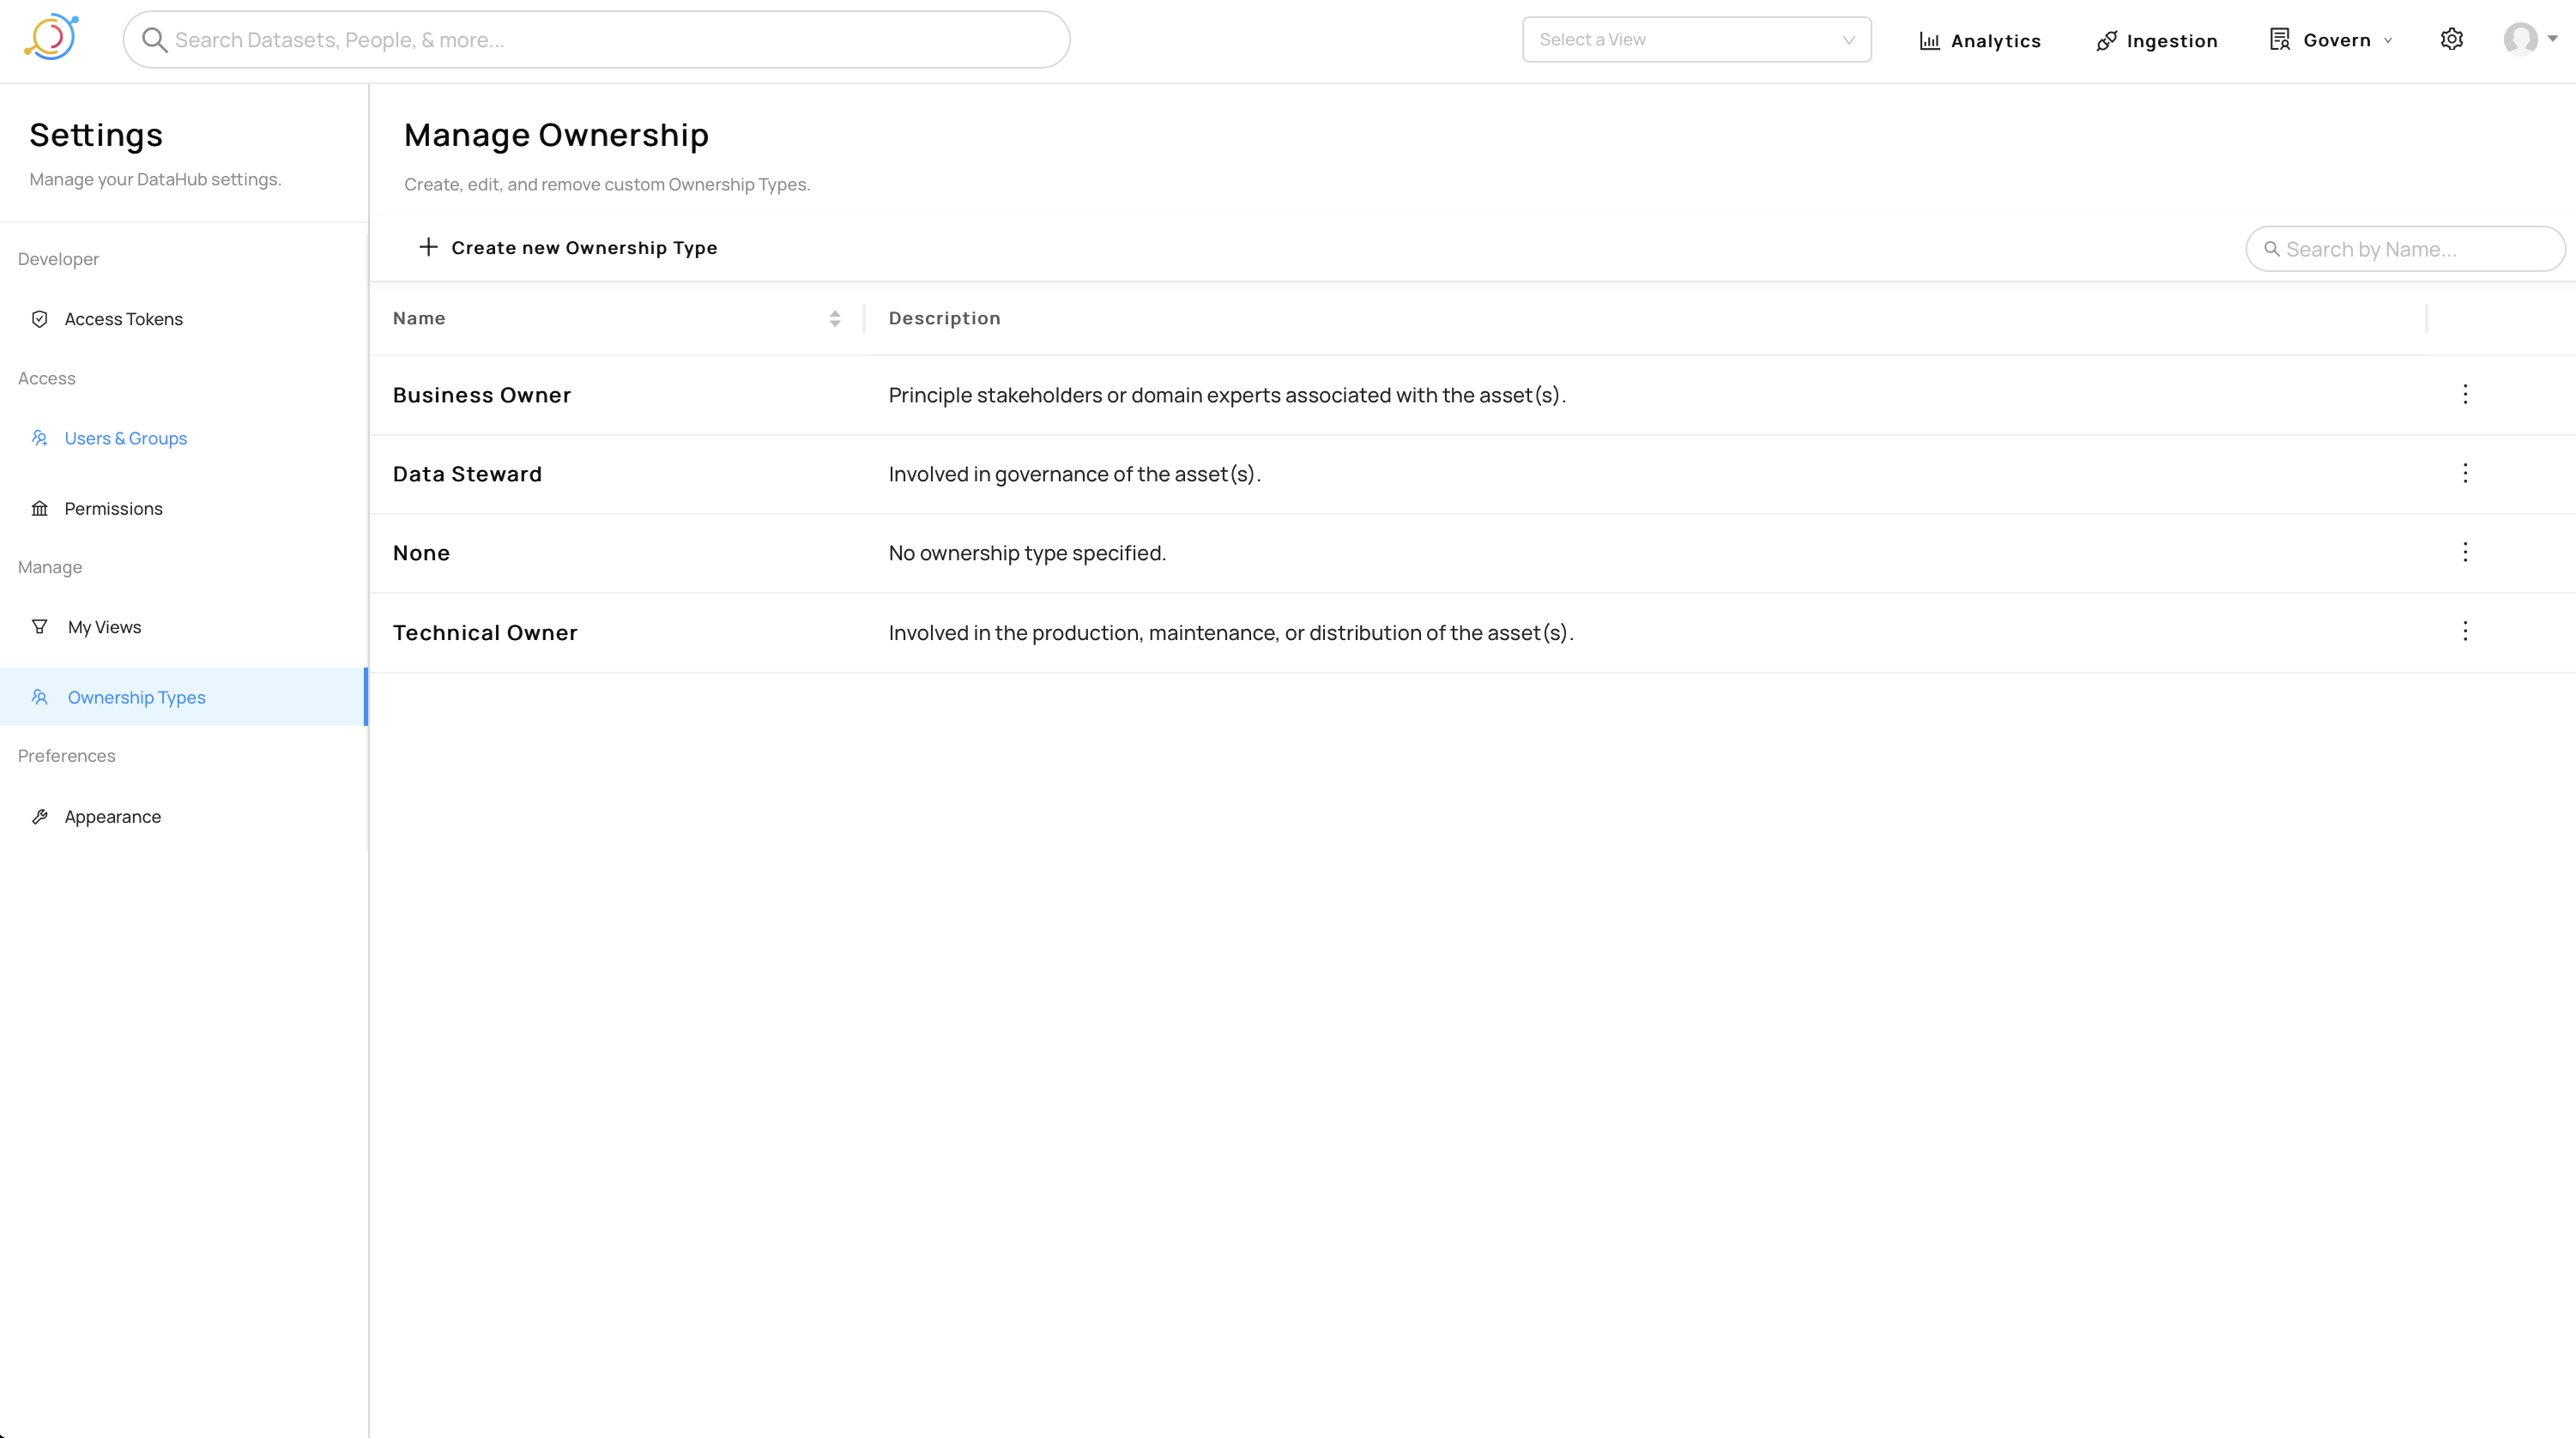 Search Datasets, People, & more...
Select a View
Analytics
Ingestion
Govern
Settings
Manage your DataHub settings.
Developer
Access Tokens
Access
Users & Groups
Permissions
Manage
My Views
Ownership Types
Preferences
Appearance
Manage Ownership
Create, edit, and remove custom Ownership Types.
Create new Ownership Type
Search by Name...
Name Description
Business Owner Principle stakeholders or domain experts associated with the asset(s).
Data Steward Involved in governance of the asset(s).
None No ownership type specified.
Technical Owner Involved in the production, maintenance, or distribution of the asset(s).